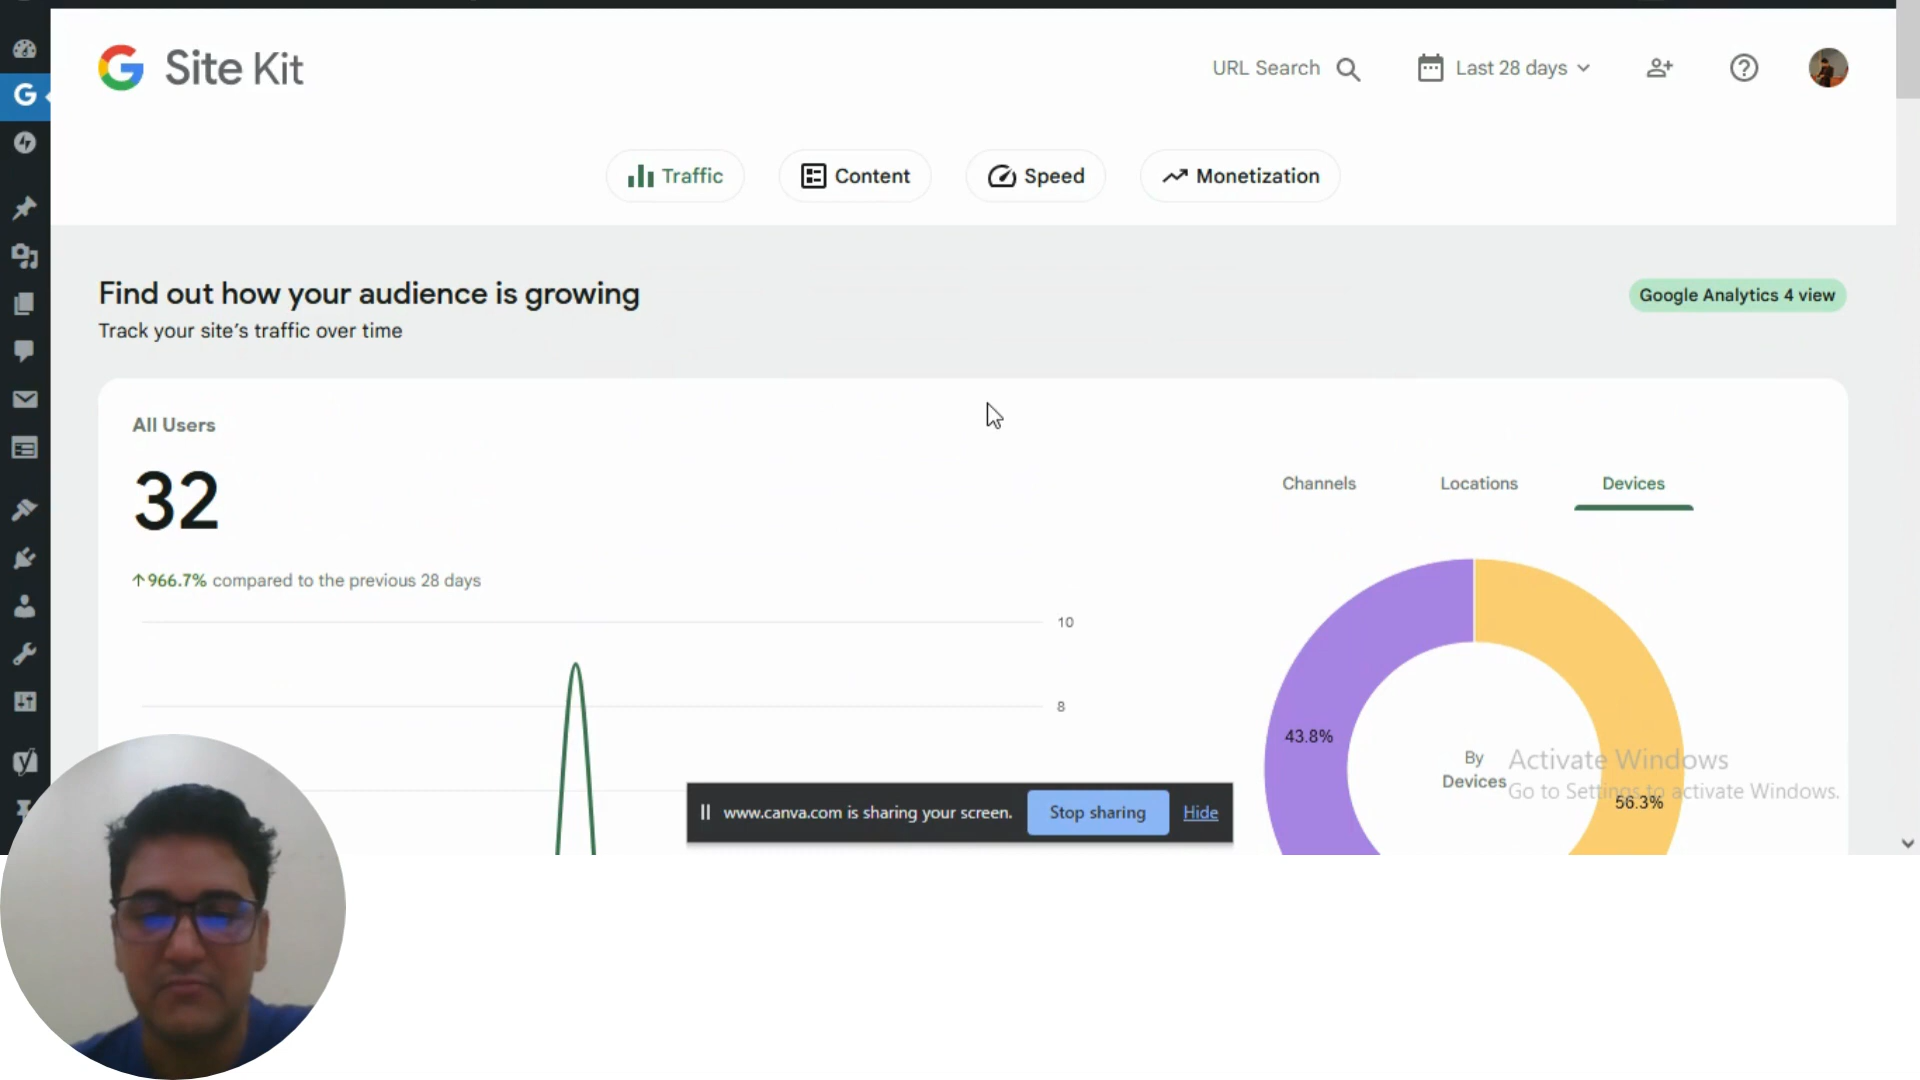 Site Kit
URL Search
Last 28 days
Traffic
Content
Speed
Monetization
Find out how your audience is growing
Google Analytics 4 view
Track your site's traffic over time
All Users
32
Channels
Locations
Devices
↑966.7% compared to the previous 28 days
10
8
43.8%
By
Devices
56.3%
Activate Windows
Go to Settings to activate Windows.
www.canva.com is sharing your screen.
Stop sharing
Hide